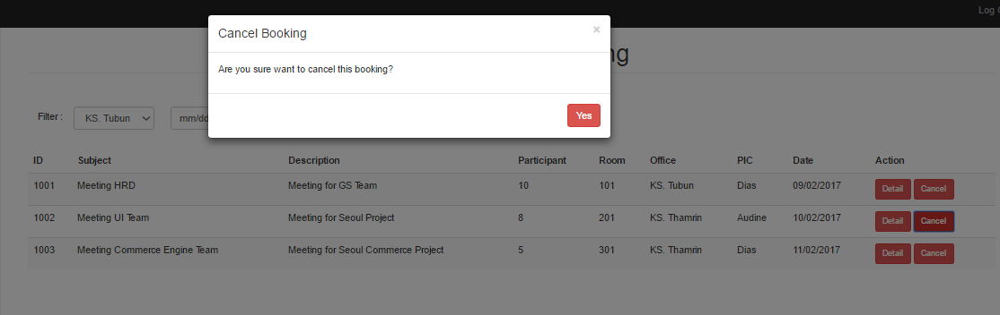 Log
Cancel Booking ×
ng
Are you sure want to cancel this booking?
Filter : KS. Tubun mm/dd
Yes
ID Subject Description Participant Room Office PIC Date Action
1001 Meeting HRD Meeting for GS Team 10 101 KS. Tubun Dias 09/02/2017 Detail Cancel
1002 Meeting UI Team Meeting for Seoul Project 8 201 KS. Thamrin Audine 10/02/2017 Detail Cancel
1003 Meeting Commerce Engine Team Meeting for Seoul Commerce Project 5 301 KS. Thamrin Dias 11/02/2017 Detail Cancel